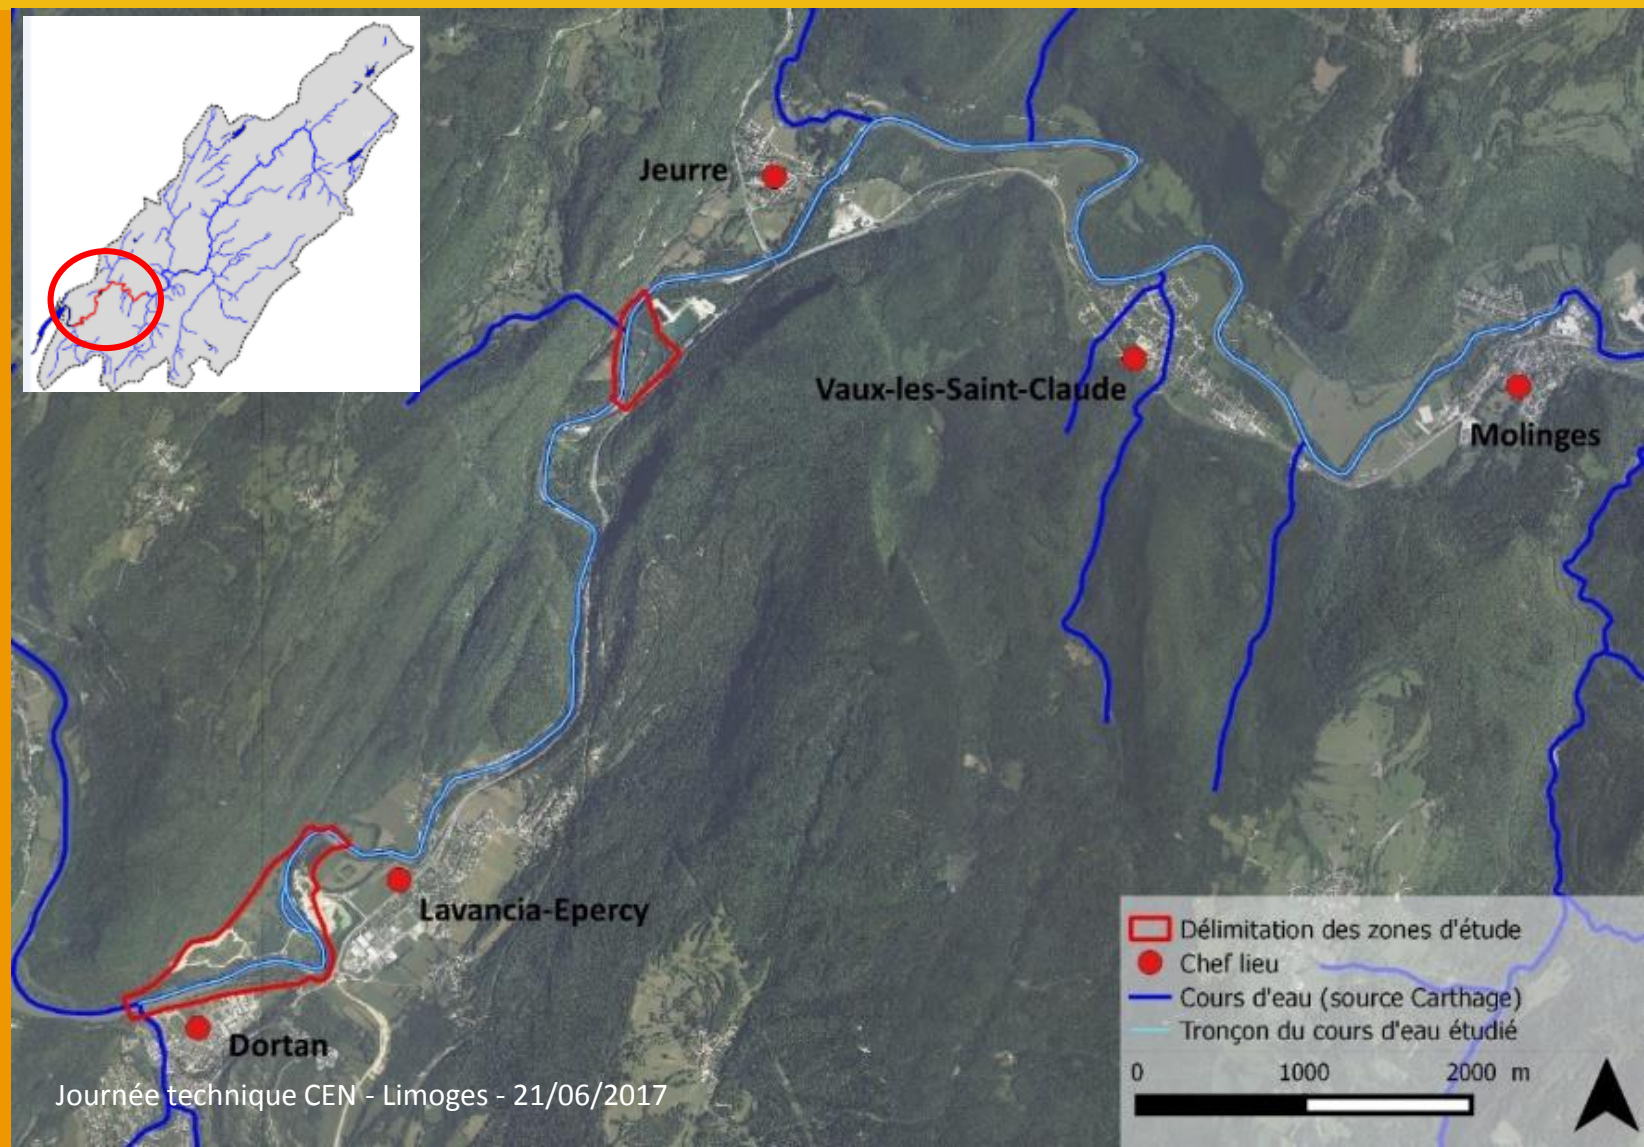 Jeurre
Vaux-les-Saint-Claude
Molinges
Lavancia-Epercy
Dortan
Délimitation des zones d'étude
Chef lieu
Cours d'eau (source Carthage)
Tronçon du cours d'eau étudié
0 1000 2000 m
Journée technique CEN - Limoges - 21/06/2017